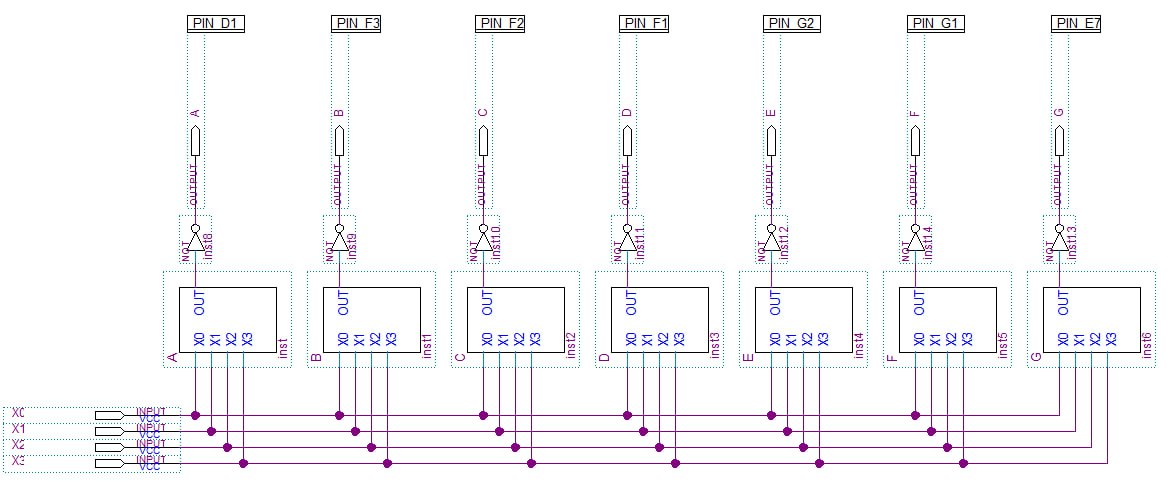 PIN_D1 PIN_F3 PIN_F2 PIN_F1 PIN_G2 PIN_G1 PIN_E7
A B C D E F G
OUTPUT OUTPUT OUTPUT OUTPUT OUTPUT OUTPUT OUTPUT
NOT inst8 NOT inst9 NOT inst10 NOT inst11 NOT inst12 NOT inst14 NOT inst13
OUT OUT OUT OUT OUT OUT OUT
X0 X1 X2 X3 X0 X1 X2 X3 X0 X1 X2 X3 X0 X1 X2 X3 X0 X1 X2 X3 X0 X1 X2 X3 X0 X1 X2 X3
A inst B inst1 C inst2 D inst3 E inst4 F inst5 G inst6
X0 INPUT
VCC
X1 INPUT
VCC
X2 INPUT
VCC
X3 INPUT
VCC